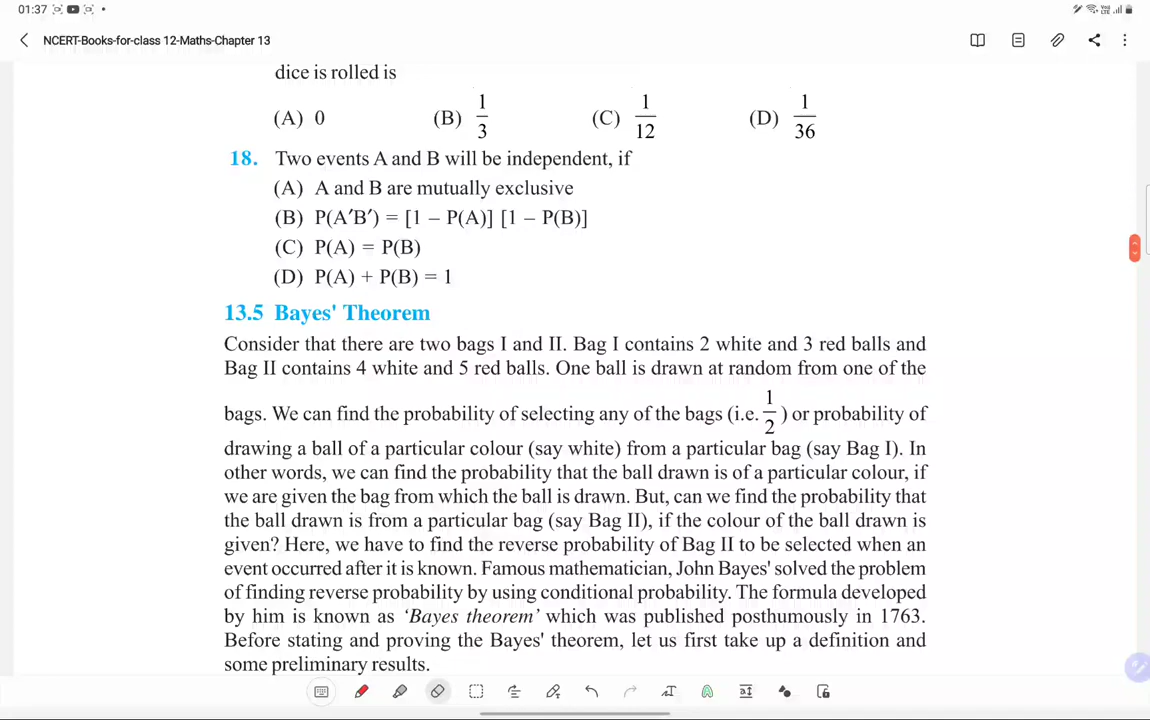 01:37
NCERT-Books-for-class 12-Maths-Chapter 13
dice is rolled is
(A) 0 (B) 1/3 (C) 1/12 (D) 1/36
18. Two events A and B will be independent, if
(A) A and B are mutually exclusive
(B) P(A′B′) = [1 – P(A)] [1 – P(B)]
(C) P(A) = P(B)
(D) P(A) + P(B) = 1
13.5 Bayes' Theorem
Consider that there are two bags I and II. Bag I contains 2 white and 3 red balls and
Bag II contains 4 white and 5 red balls. One ball is drawn at random from one of the
bags. We can find the probability of selecting any of the bags (i.e. 1/2) or probability of
drawing a ball of a particular colour (say white) from a particular bag (say Bag I). In
other words, we can find the probability that the ball drawn is of a particular colour, if
we are given the bag from which the ball is drawn. But, can we find the probability that
the ball drawn is from a particular bag (say Bag II), if the colour of the ball drawn is
given? Here, we have to find the reverse probability of Bag II to be selected when an
event occurred after it is known. Famous mathematician, John Bayes' solved the problem
of finding reverse probability by using conditional probability. The formula developed
by him is known as ‘Bayes theorem’ which was published posthumously in 1763.
Before stating and proving the Bayes' theorem, let us first take up a definition and
some preliminary results.